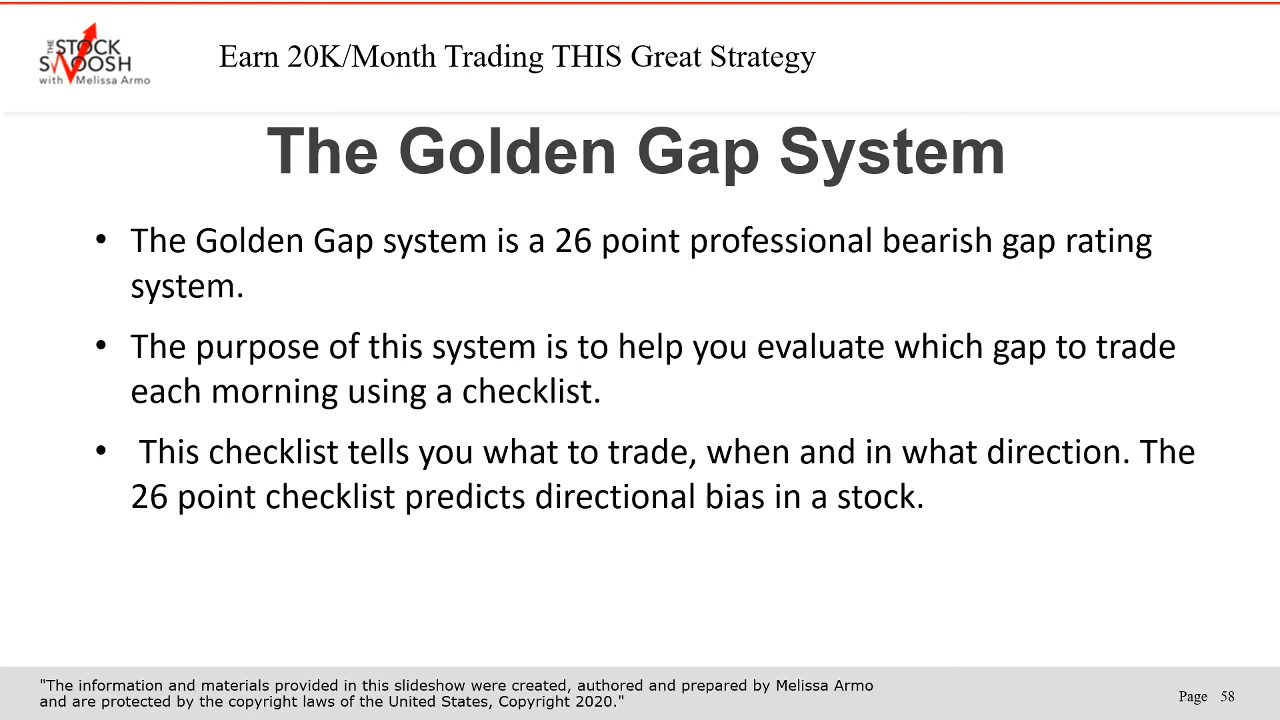 THE STOCK
SWOOSH
with Melissa Armo
Earn 20K/Month Trading THIS Great Strategy
The Golden Gap System
• The Golden Gap system is a 26 point professional bearish gap rating
system.
• The purpose of this system is to help you evaluate which gap to trade
each morning using a checklist.
• This checklist tells you what to trade, when and in what direction. The
26 point checklist predicts directional bias in a stock.
"The information and materials provided in this slideshow were created, authored and prepared by Melissa Armo
and are protected by the copyright laws of the United States, Copyright 2020."
Page 58